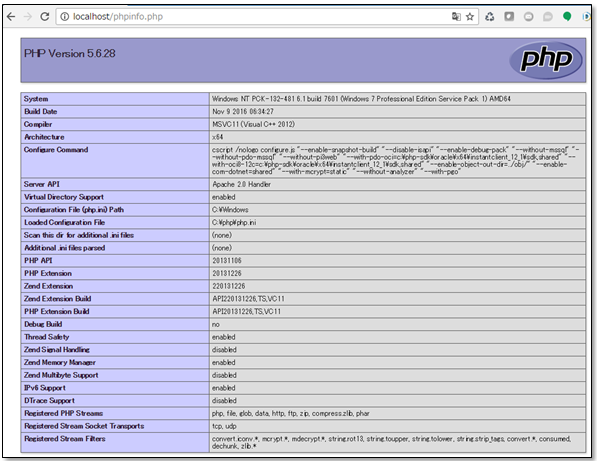 localhost/phpinfo.php
PHP Version 5.6.28
php
System Windows NT PCK-132-481 6.1 build 7601 (Windows 7 Professional Edition Service Pack 1) AMD64
Build Date Nov 9 2016 06:34:27
Compiler MSVC11 (Visual C++ 2012)
Architecture x64
Configure Command cscript /nologo configure.js "--enable-snapshot-build" "--disable-isapi" "--enable-debug-pack" "--without-mssql" "--
without-pdo-mssql" "--without-pi3web" "--with-pdo-oci=c:¥php-sdk¥oracle¥x64¥instantclient_12_1¥sdk,shared" "--
with-oci8-12c=c:¥php-sdk¥oracle¥x64¥instantclient_12_1¥sdk,shared" "--enable-object-out-dir=../obj/" "--enable-
com-dotnet=shared" "--with-mcrypt=static" "--without-analyzer" "--with-pgo"
Server API Apache 2.0 Handler
Virtual Directory Support enabled
Configuration File (php.ini) Path C:¥Windows
Loaded Configuration File C:¥php¥php.ini
Scan this dir for additional .ini files (none)
Additional .ini files parsed (none)
PHP API 20131106
PHP Extension 20131226
Zend Extension 220131226
Zend Extension Build API220131226,TS,VC11
PHP Extension Build API20131226,TS,VC11
Debug Build no
Thread Safety enabled
Zend Signal Handling disabled
Zend Memory Manager enabled
Zend Multibyte Support disabled
IPv6 Support enabled
DTrace Support disabled
Registered PHP Streams php, file, glob, data, http, ftp, zip, compress.zlib, phar
Registered Stream Socket Transports tcp, udp
Registered Stream Filters convert.iconv.*, mcrypt.*, mdecrypt.*, string.rot13, string.toupper, string.tolower, string.strip_tags, convert.*, consumed,
dechunk, zlib.*